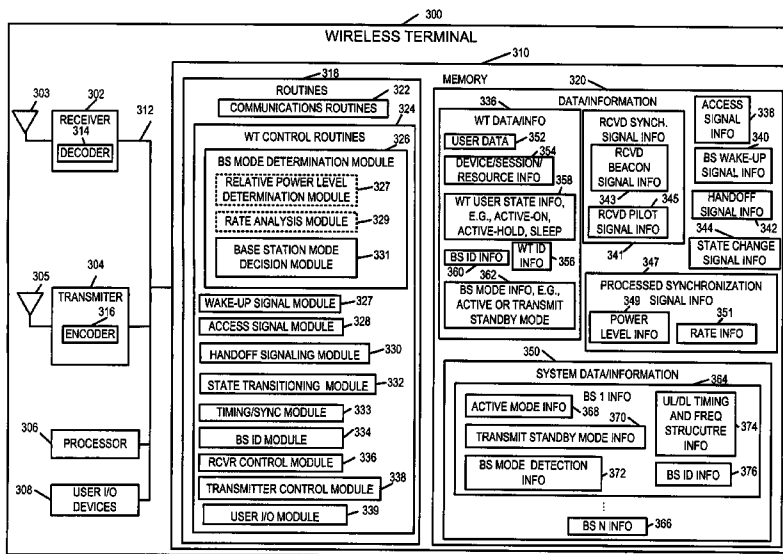 300
WIRELESS TERMINAL
310
303
302
RECEIVER
314
DECODER
312
305
304
TRANSMITER
316
ENCODER
306
PROCESSOR
308
USER I/O
DEVICES
318
ROUTINES
322
COMMUNICATIONS ROUTINES
324
WT CONTROL ROUTINES
326
BS MODE DETERMINATION MODULE
RELATIVE POWER LEVEL
DETERMINATION MODULE
327
RATE ANALYSIS MODULE
329
BASE STATION MODE
DECISION MODULE
331
WAKE-UP SIGNAL MODULE
327
ACCESS SIGNAL MODULE
328
HANDOFF SIGNALING MODULE
330
STATE TRANSITIONING MODULE
332
TIMING/SYNC MODULE
333
BS ID MODULE
334
RCVR CONTROL MODULE
336
TRANSMITTER CONTROL MODULE
338
USER I/O MODULE
339
MEMORY
320
DATA/INFORMATION
336
WT DATA/INFO
USER DATA
352
354
DEVICE/SESSION/
RESOURCE INFO
358
WT USER STATE INFO,
E.G., ACTIVE-ON,
ACTIVE-HOLD, SLEEP
BS ID INFO
360
WT ID
INFO
356
362
BS MODE INFO, E.G.,
ACTIVE OR TRANSMIT
STANDBY MODE
RCVD SYNCH.
SIGNAL INFO
RCVD
BEACON
SIGNAL INFO
343
345
RCVD PILOT
SIGNAL INFO
341
ACCESS
SIGNAL
INFO
338
340
BS WAKE-UP
SIGNAL INFO
HANDOFF
SIGNAL INFO
342
344
STATE CHANGE
SIGNAL INFO
347
PROCESSED SYNCHRONIZATION
SIGNAL INFO
349
POWER
LEVEL INFO
351
RATE INFO
350
SYSTEM DATA/INFORMATION
364
BS 1 INFO
ACTIVE MODE INFO
368
370
TRANSMIT STANDBY MODE INFO
BS MODE DETECTION
INFO
372
UL/DL TIMING
AND FREQ
STRUCUTRE
INFO
374
BS ID INFO
376
BS N INFO
366